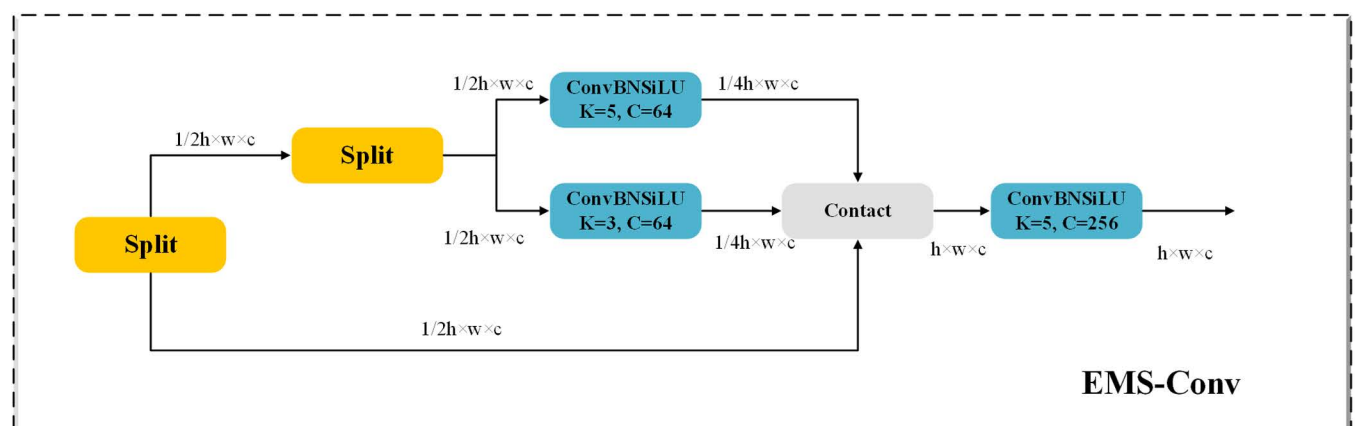 1/2h×w×c
ConvBNSiLU
K=5, C=64
1/4h×w×c
1/2h×w×c
Split
Split
1/2h×w×c
ConvBNSiLU
K=3, C=64
1/4h×w×c
Contact
h×w×c
ConvBNSiLU
K=5, C=256
h×w×c
1/2h×w×c
EMS-Conv